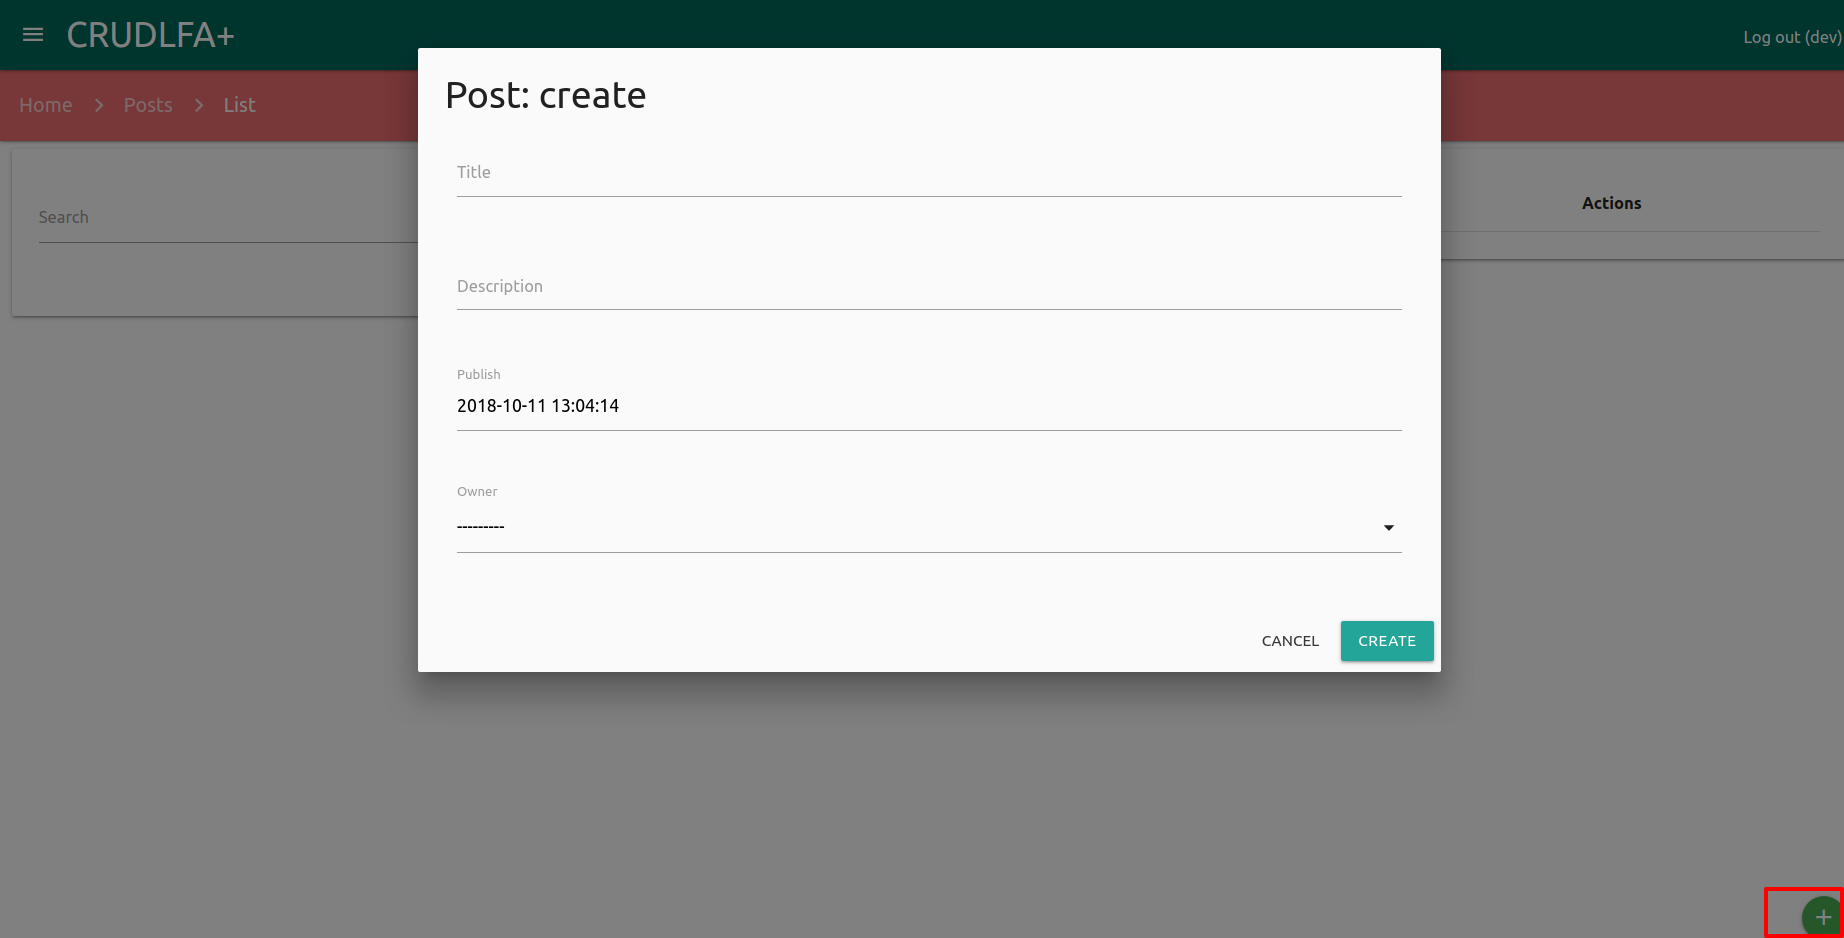 CRUDLFA+
Log out (dev)
Home > Posts > List
Search
Actions
Post: create
Title
Description
Publish
2018-10-11 13:04:14
Owner
---------
CANCEL
CREATE
+